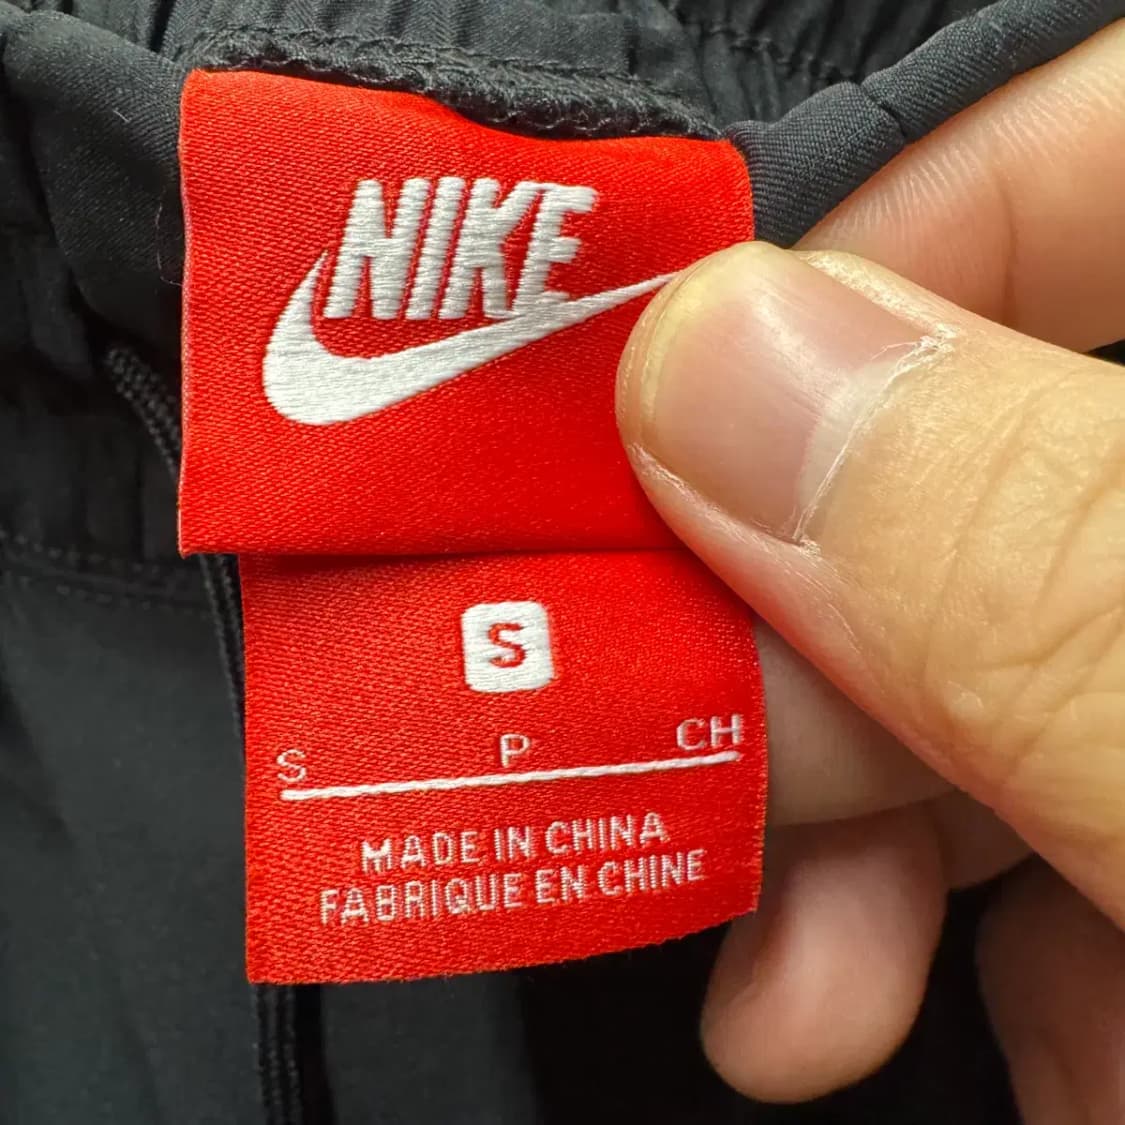 NIKE
S
S P CH
MADE IN CHINA
FABRIQUE EN CHINE